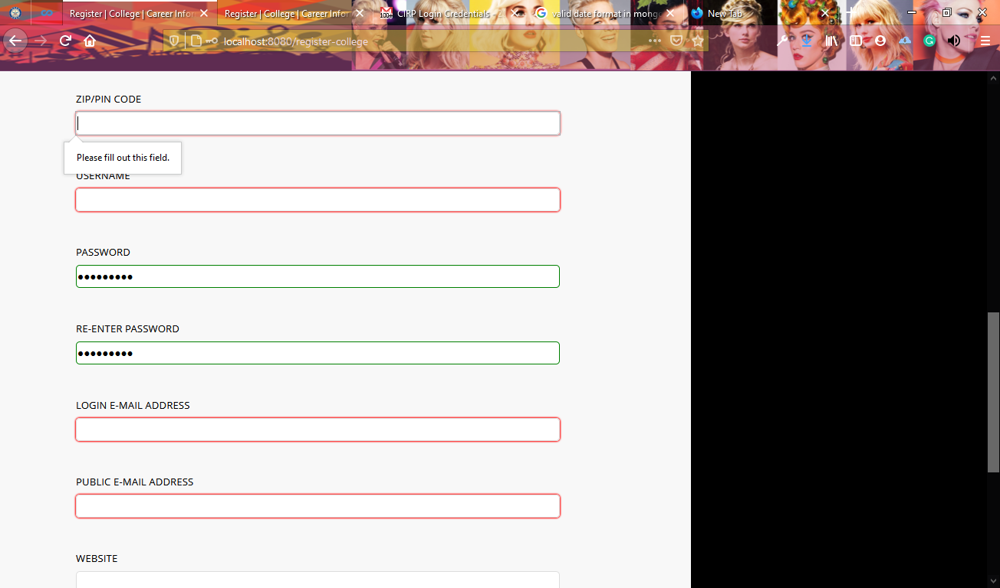 Register | College | Career Infor
Register | College | Career Infor
CIRP Login Credentials - 2
valid date format in mongo
New Tab
localhost:8080/register-college
ZIP/PIN CODE
Please fill out this field.
USERNAME
PASSWORD
RE-ENTER PASSWORD
LOGIN E-MAIL ADDRESS
PUBLIC E-MAIL ADDRESS
WEBSITE